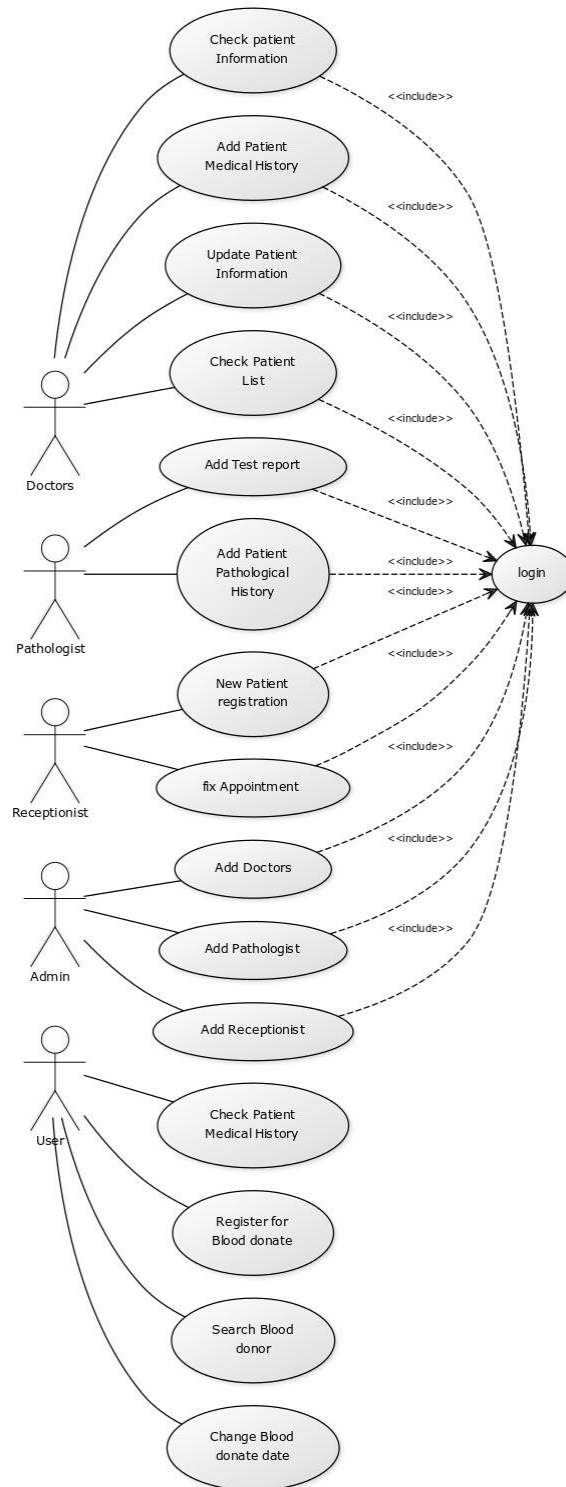 Check patient
Information
<<include>>
Add Patient
Medical History
<<include>>
Update Patient
Information
<<include>>
Check Patient
List
<<include>>
Doctors
Add Test report
<<include>>
Add Patient
Pathological
History
<<include>>
login
<<include>>
Pathologist
New Patient
registration
<<include>>
fix Appointment
<<include>>
Receptionist
Add Doctors
<<include>>
Add Pathologist
<<include>>
Admin
Add Receptionist
Check Patient
Medical History
User
Register for
Blood donate
Search Blood
donor
Change Blood
donate date